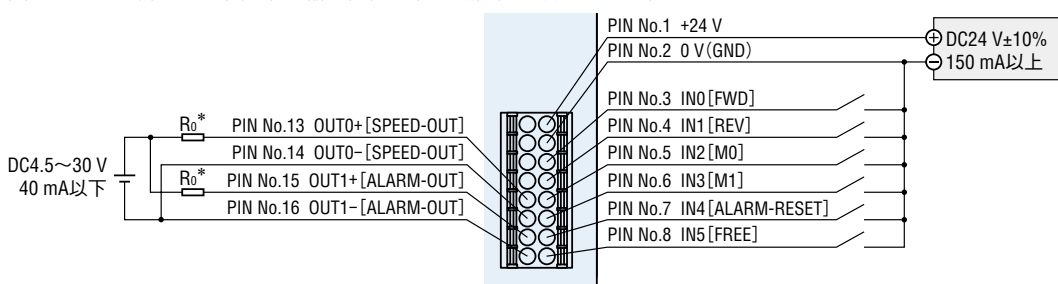 PIN No.1 +24 V
PIN No.2 0 V(GND)
DC24 V±10%
150 mA以上
PIN No.3 IN0[FWD]
PIN No.4 IN1[REV]
PIN No.5 IN2[M0]
PIN No.6 IN3[M1]
PIN No.7 IN4[ALARM-RESET]
PIN No.8 IN5[FREE]
R0*
PIN No.13 OUT0+[SPEED-OUT]
PIN No.14 OUT0−[SPEED-OUT]
DC4.5~30 V
40 mA以下
R0*
PIN No.15 OUT1+[ALARM-OUT]
PIN No.16 OUT1−[ALARM-OUT]